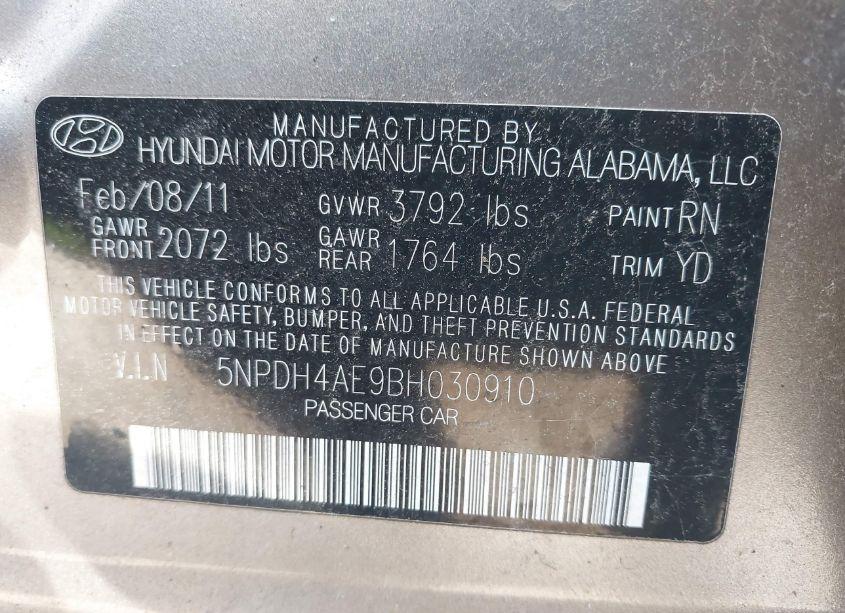 MANUFACTURED BY
HYUNDAI MOTOR MANUFACTURING ALABAMA, LLC
Feb/08/11 GVWR 3792 lbs PAINT RN
GAWR FRONT 2072 lbs GAWR REAR 1764 lbs TRIM YD
THIS VEHICLE CONFORMS TO ALL APPLICABLE U.S.A. FEDERAL
MOTOR VEHICLE SAFETY, BUMPER, AND THEFT PREVENTION STANDARDS
IN EFFECT ON THE DATE OF MANUFACTURE SHOWN ABOVE
V.I.N 5NPDH4AE9BH030910
PASSENGER CAR